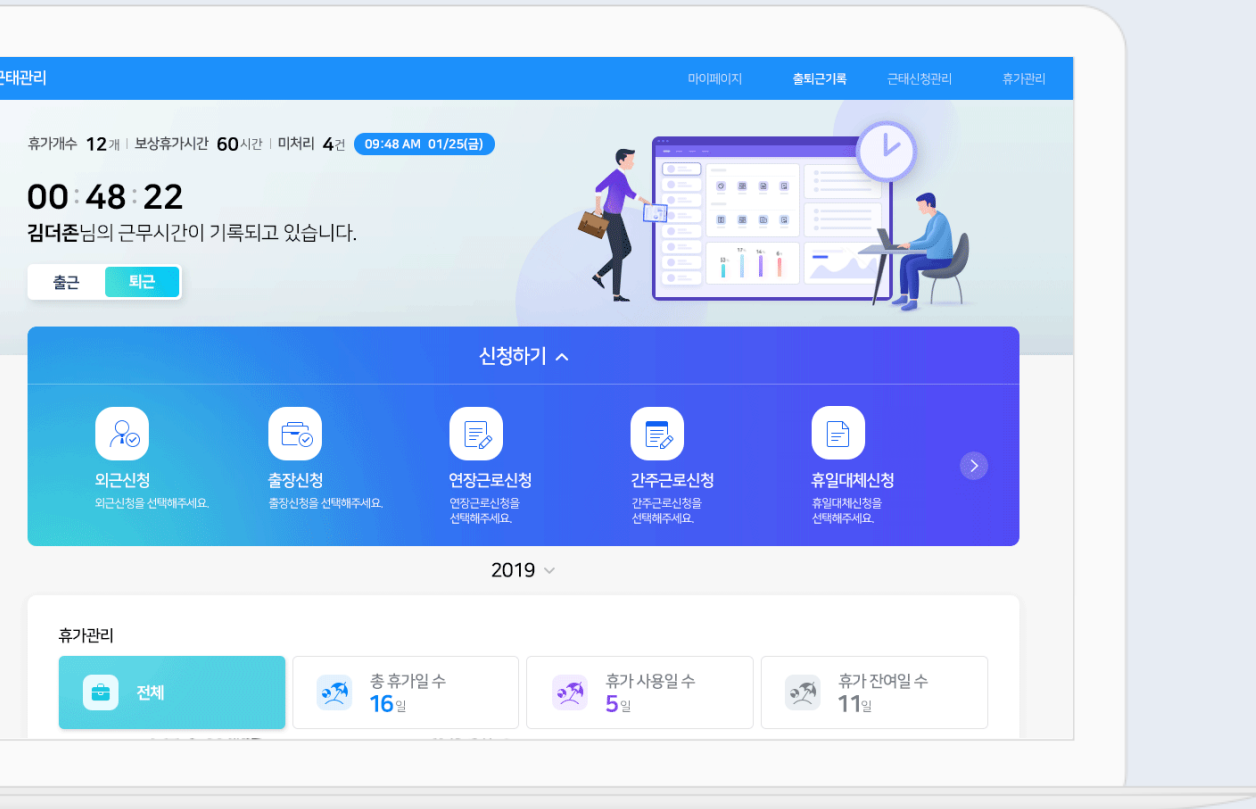 근태관리
마이페이지 출퇴근기록 근태신청관리 휴가관리
휴가개수 12개 | 보상휴가시간 60시간 | 미처리 4건 09:48 AM 01/25(금)
00:48:22
김더존님의 근무시간이 기록되고 있습니다.
출근 퇴근
신청하기
외근신청
외근신청을 선택해주세요.
출장신청
출장신청을 선택해주세요.
연장근로신청
연장근로신청을
선택해주세요.
간주근로신청
간주근로신청을
선택해주세요.
휴일대체신청
휴일대체신청을
선택해주세요.
2019
휴가관리
전체
총 휴가일 수
16일
휴가 사용일 수
5일
휴가 잔여일 수
11일